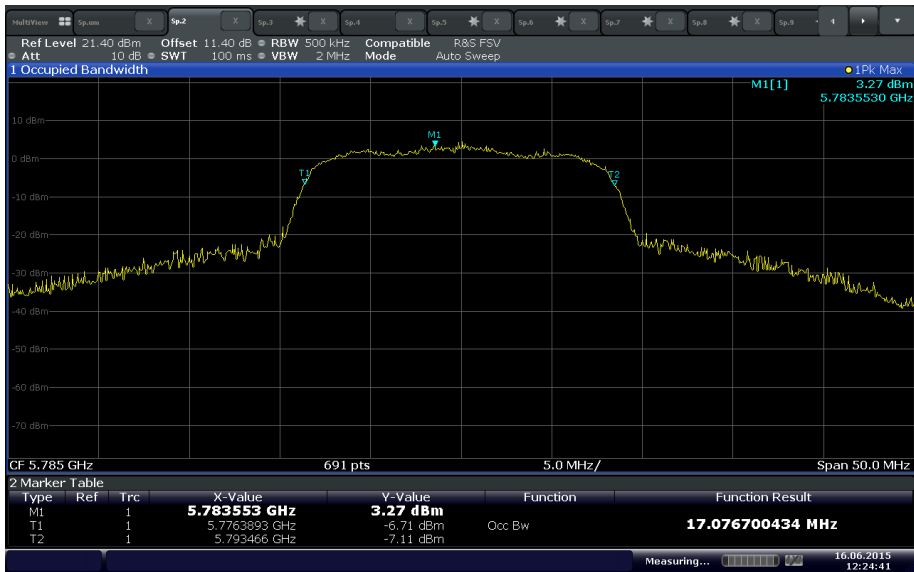 MultiView Sp.um X Sp.2 X Sp.3 X Sp.4 X Sp.5 X Sp.6 X Sp.7 X Sp.8 X Sp.9
Ref Level 21.40 dBm Offset 11.40 dB RBW 500 kHz Compatible R&S FSV
Att 10 dB SWT 100 ms VBW 2 MHz Mode Auto Sweep
1 Occupied Bandwidth 1Pk Max
M1[1] 3.27 dBm
5.7835530 GHz
10 dBm
M1
0 dBm
T1 T2
-10 dBm
-20 dBm
-30 dBm
-40 dBm
-50 dBm
-60 dBm
-70 dBm
CF 5.785 GHz 691 pts 5.0 MHz/ Span 50.0 MHz
2 Marker Table
Type Ref Trc X-Value Y-Value Function Function Result
M1 1 5.783553 GHz 3.27 dBm
T1 1 5.7763893 GHz -6.71 dBm Occ Bw 17.076700434 MHz
T2 1 5.793466 GHz -7.11 dBm
Measuring... 16.06.2015
12:24:41